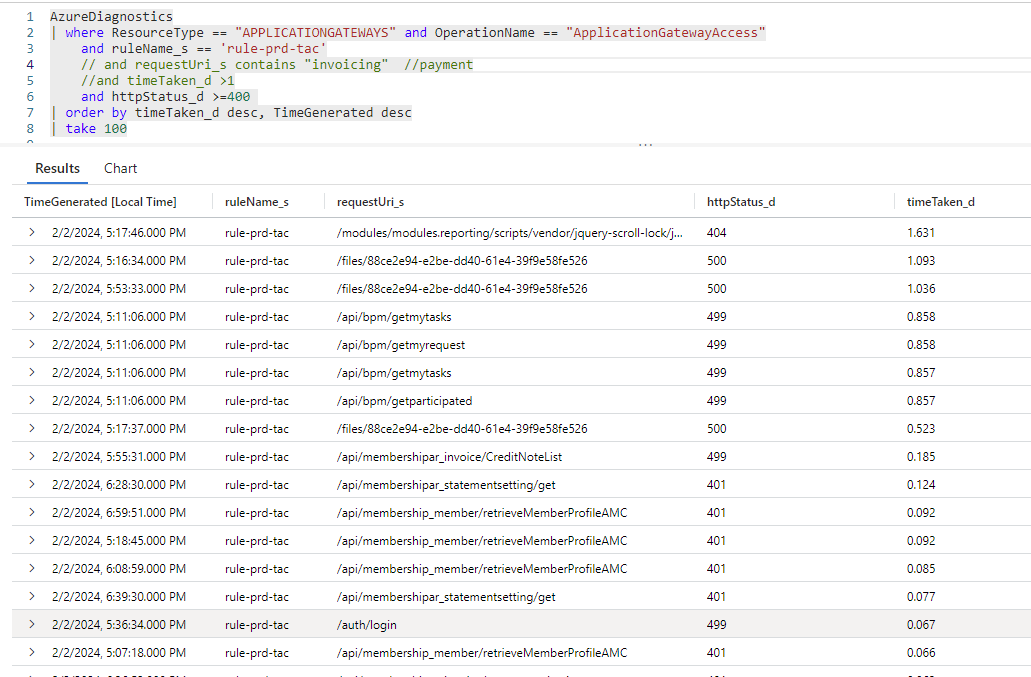 1 AzureDiagnostics
2 | where ResourceType == "APPLICATIONGATEWAYS" and OperationName == "ApplicationGatewayAccess"
3 and ruleName_s == 'rule-prd-tac'
4 // and requestUri_s contains "invoicing" //payment
5 //and timeTaken_d >1
6 and httpStatus_d >=400
7 | order by timeTaken_d desc, TimeGenerated desc
8 | take 100
...
Results Chart
TimeGenerated [Local Time] ruleName_s requestUri_s httpStatus_d timeTaken_d
> 2/2/2024, 5:17:46.000 PM rule-prd-tac /modules/modules.reporting/scripts/vendor/jquery-scroll-lock/j... 404 1.631
> 2/2/2024, 5:16:34.000 PM rule-prd-tac /files/88ce2e94-e2be-dd40-61e4-39f9e58fe526 500 1.093
> 2/2/2024, 5:53:33.000 PM rule-prd-tac /files/88ce2e94-e2be-dd40-61e4-39f9e58fe526 500 1.036
> 2/2/2024, 5:11:06.000 PM rule-prd-tac /api/bpm/getmytasks 499 0.858
> 2/2/2024, 5:11:06.000 PM rule-prd-tac /api/bpm/getmyrequest 499 0.858
> 2/2/2024, 5:11:06.000 PM rule-prd-tac /api/bpm/getmytasks 499 0.857
> 2/2/2024, 5:11:06.000 PM rule-prd-tac /api/bpm/getparticipated 499 0.857
> 2/2/2024, 5:17:37.000 PM rule-prd-tac /files/88ce2e94-e2be-dd40-61e4-39f9e58fe526 500 0.523
> 2/2/2024, 5:55:31.000 PM rule-prd-tac /api/membershipar_invoice/CreditNoteList 499 0.185
> 2/2/2024, 6:28:30.000 PM rule-prd-tac /api/membershipar_statementsetting/get 401 0.124
> 2/2/2024, 6:59:51.000 PM rule-prd-tac /api/membership_member/retrieveMemberProfileAMC 401 0.092
> 2/2/2024, 5:18:45.000 PM rule-prd-tac /api/membership_member/retrieveMemberProfileAMC 401 0.092
> 2/2/2024, 6:08:59.000 PM rule-prd-tac /api/membership_member/retrieveMemberProfileAMC 401 0.085
> 2/2/2024, 6:39:30.000 PM rule-prd-tac /api/membershipar_statementsetting/get 401 0.077
> 2/2/2024, 5:36:34.000 PM rule-prd-tac /auth/login 499 0.067
> 2/2/2024, 5:07:18.000 PM rule-prd-tac /api/membership_member/retrieveMemberProfileAMC 401 0.066